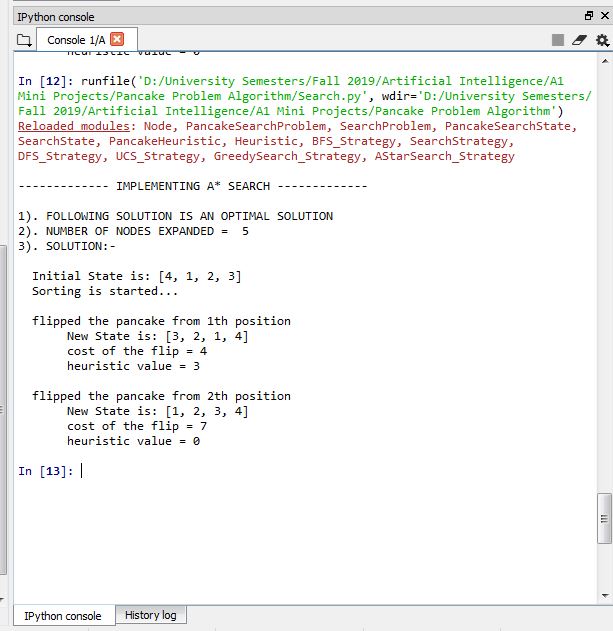 IPython console
Console 1/A
heuristic value = 0
In [12]: runfile('D:/University Semesters/Fall 2019/Artificial Intelligence/A1
Mini Projects/Pancake Problem Algorithm/Search.py', wdir='D:/University Semesters/
Fall 2019/Artificial Intelligence/A1 Mini Projects/Pancake Problem Algorithm')
Reloaded modules: Node, PancakeSearchProblem, SearchProblem, PancakeSearchState,
SearchState, PancakeHeuristic, Heuristic, BFS_Strategy, SearchStrategy,
DFS_Strategy, UCS_Strategy, GreedySearch_Strategy, AStarSearch_Strategy
------------- IMPLEMENTING A* SEARCH -------------
1). FOLLOWING SOLUTION IS AN OPTIMAL SOLUTION
2). NUMBER OF NODES EXPANDED =  5
3). SOLUTION:-
Initial State is: [4, 1, 2, 3]
Sorting is started...
flipped the pancake from 1th position
New State is: [3, 2, 1, 4]
cost of the flip = 4
heuristic value = 3
flipped the pancake from 2th position
New State is: [1, 2, 3, 4]
cost of the flip = 7
heuristic value = 0
In [13]:
IPython console
History log